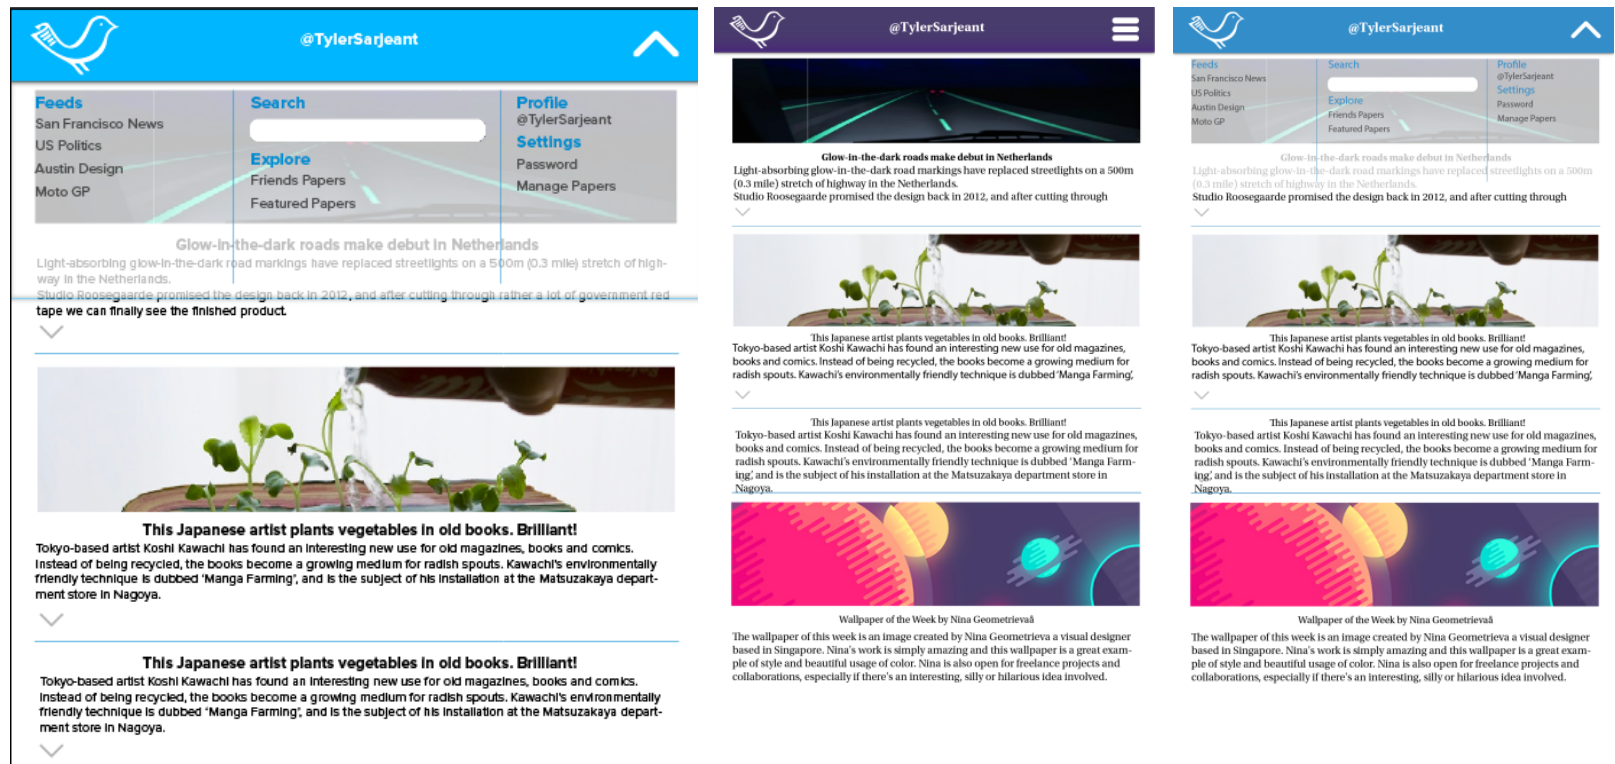 @TylerSarjeant
Feeds
San Francisco News
US Politics
Austin Design
Moto GP
Search
Explore
Friends Papers
Featured Papers
Profile
@TylerSarjeant
Settings
Password
Manage Papers
Glow-in-the-dark roads make debut in Netherlands
Light-absorbing glow-in-the-dark road markings have replaced streetlights on a 500m (0.3 mile) stretch of high-
way in the Netherlands.
Studio Roosegaarde promised the design back in 2012, and after cutting through rather a lot of government red
tape we can finally see the finished product.
This Japanese artist plants vegetables in old books. Brilliant!
Tokyo-based artist Koshi Kawachi has found an interesting new use for old magazines, books and comics.
Instead of being recycled, the books become a growing medium for radish spouts. Kawachi's environmentally
friendly technique is dubbed 'Manga Farming', and is the subject of his installation at the Matsuzakaya depart-
ment store in Nagoya.
This Japanese artist plants vegetables in old books. Brilliant!
Tokyo-based artist Koshi Kawachi has found an interesting new use for old magazines, books and comics.
Instead of being recycled, the books become a growing medium for radish spouts. Kawachi's environmentally
friendly technique is dubbed 'Manga Farming', and is the subject of his installation at the Matsuzakaya depart-
ment store in Nagoya.
@TylerSarjeant
Glow-in-the-dark roads make debut in Netherlands
Light-absorbing glow-in-the-dark road markings have replaced streetlights on a 500m
(0.3 mile) stretch of highway in the Netherlands.
Studio Roosegaarde promised the design back in 2012, and after cutting through
This Japanese artist plants vegetables in old books. Brilliant!
Tokyo-based artist Koshi Kawachi has found an interesting new use for old magazines,
books and comics. Instead of being recycled, the books become a growing medium for
radish spouts. Kawachi's environmentally friendly technique is dubbed 'Manga Farming',
This Japanese artist plants vegetables in old books. Brilliant!
Tokyo-based artist Koshi Kawachi has found an interesting new use for old magazines,
books and comics. Instead of being recycled, the books become a growing medium for
radish spouts. Kawachi's environmentally friendly technique is dubbed 'Manga Farm-
ing', and is the subject of his installation at the Matsuzakaya department store in
Nagoya.
Wallpaper of the Week by Nina Geometrievaâ
The wallpaper of this week is an image created by Nina Geometrieva a visual designer
based in Singapore. Nina's work is simply amazing and this wallpaper is a great exam-
ple of style and beautiful usage of color. Nina is also open for freelance projects and
collaborations, especially if there's an interesting, silly or hilarious idea involved.
@TylerSarjeant
Feeds
San Francisco News
US Politics
Austin Design
Moto GP
Search
Explore
Friends Papers
Featured Papers
Profile
@TylerSarjeant
Settings
Password
Manage Papers
Glow-in-the-dark roads make debut in Netherlands
Light-absorbing glow-in-the-dark road markings have replaced streetlights on a 500m
(0.3 mile) stretch of highway in the Netherlands.
Studio Roosegaarde promised the design back in 2012, and after cutting through
This Japanese artist plants vegetables in old books. Brilliant!
Tokyo-based artist Koshi Kawachi has found an interesting new use for old magazines,
books and comics. Instead of being recycled, the books become a growing medium for
radish spouts. Kawachi's environmentally friendly technique is dubbed 'Manga Farming',
This Japanese artist plants vegetables in old books. Brilliant!
Tokyo-based artist Koshi Kawachi has found an interesting new use for old magazines,
books and comics. Instead of being recycled, the books become a growing medium for
radish spouts. Kawachi's environmentally friendly technique is dubbed 'Manga Farm-
ing', and is the subject of his installation at the Matsuzakaya department store in
Nagoya.
Wallpaper of the Week by Nina Geometrievaâ
The wallpaper of this week is an image created by Nina Geometrieva a visual designer
based in Singapore. Nina's work is simply amazing and this wallpaper is a great exam-
ple of style and beautiful usage of color. Nina is also open for freelance projects and
collaborations, especially if there's an interesting, silly or hilarious idea involved.